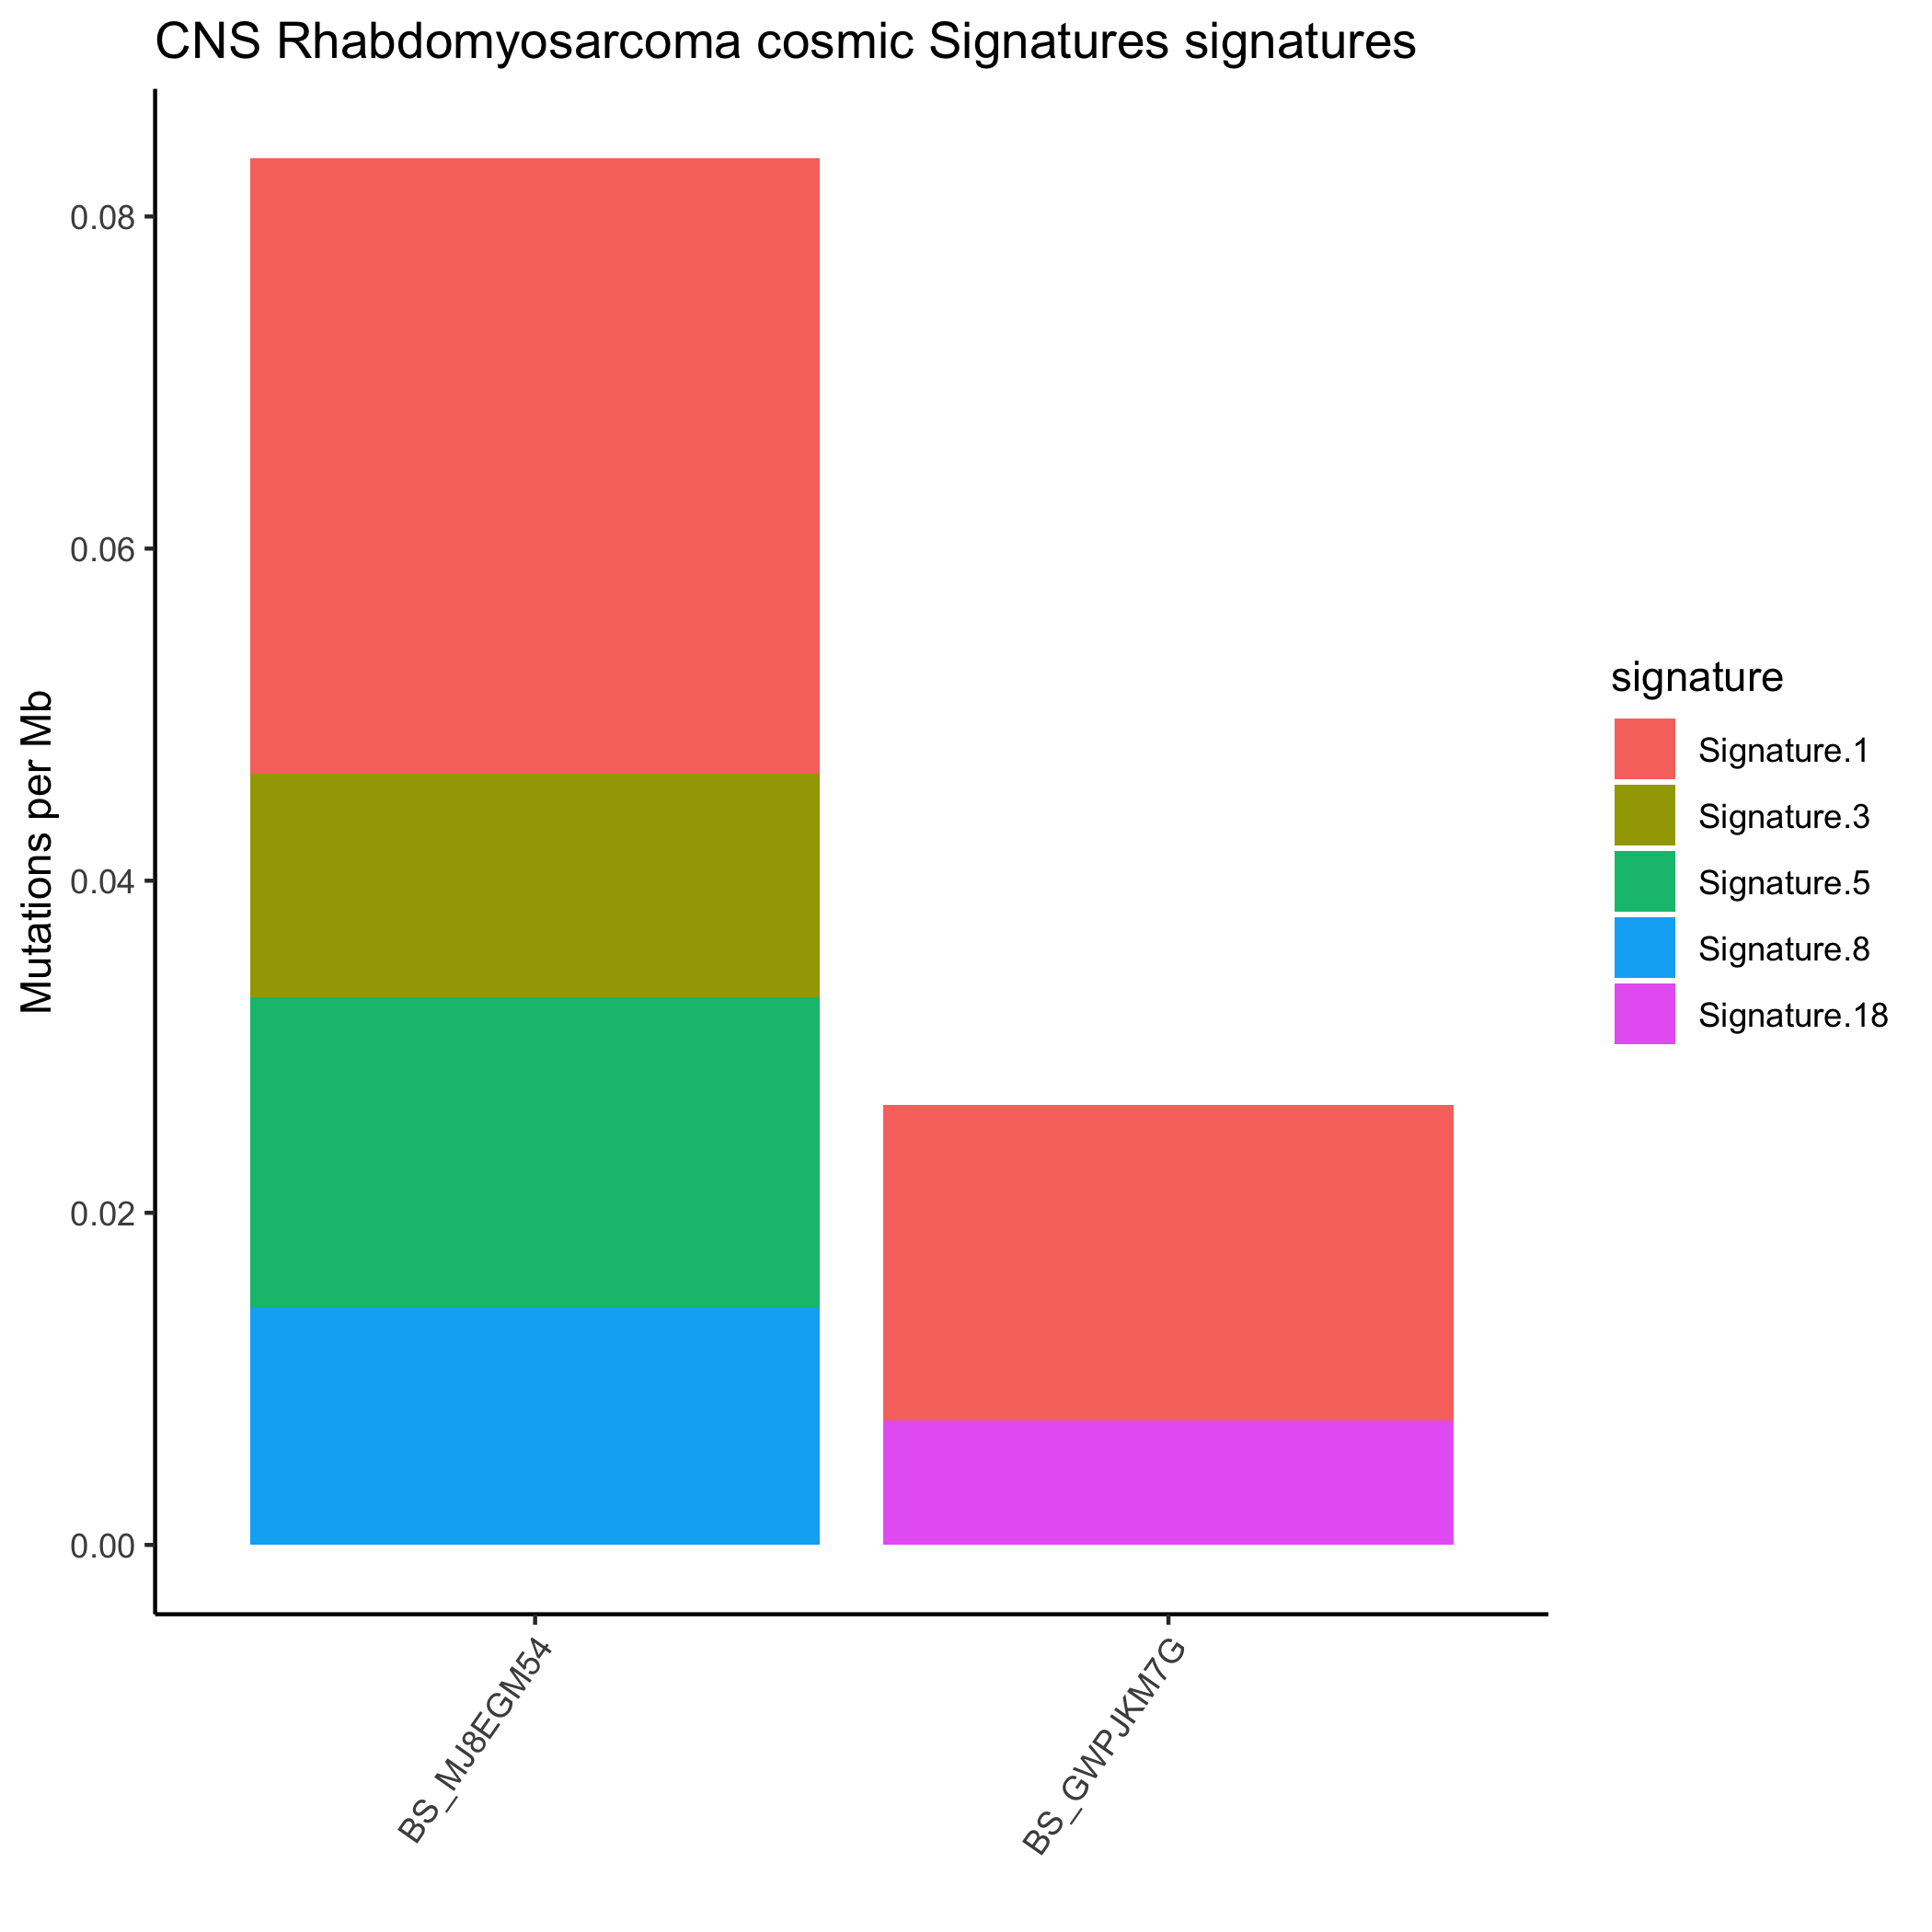 CNS Rhabdomyosarcoma cosmic Signatures signatures
Mutations per Mb
0.08
0.06
0.04
0.02
0.00
BS_MJ8EGM54
BS_GWPJKM7G
signature
Signature.1
Signature.3
Signature.5
Signature.8
Signature.18